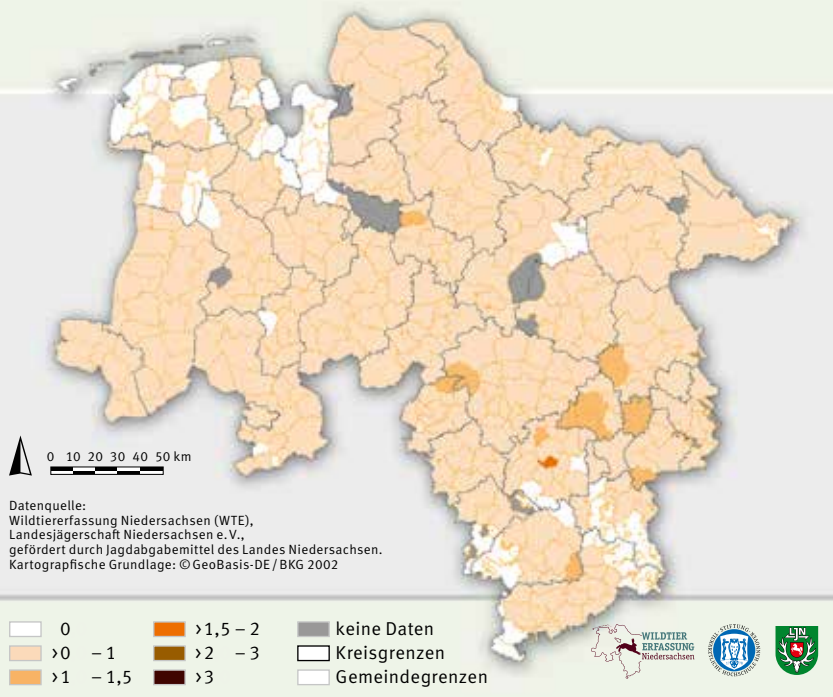 0 10 20 30 40 50 km
Datenquelle:
Wildtiererfassung Niedersachsen (WTE),
Landesjägerschaft Niedersachsen e. V.,
gefördert durch Jagdabgabemittel des Landes Niedersachsen.
Kartografische Grundlage: © GeoBasis-DE / BKG 2002
0
>0 – 1
>1 – 1,5
>1,5 – 2
>2 – 3
>3
keine Daten
Kreisgrenzen
Gemeindegrenzen
WILDTIER
ERFASSUNG
Niedersachsen
LJN